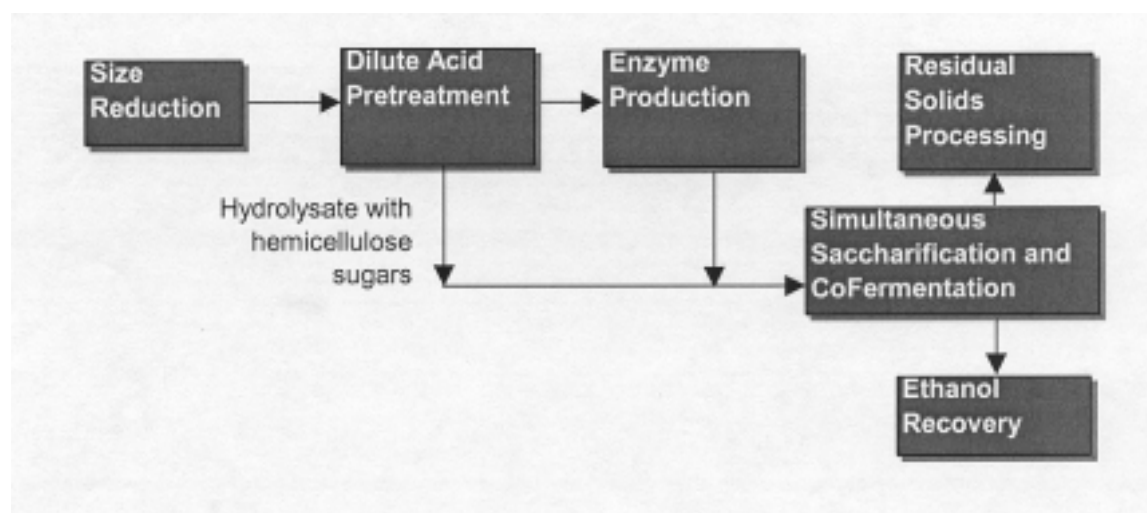 Size
Reduction
Dilute Acid
Pretreatment
Enzyme
Production
Residual
Solids
Processing
Hydrolysate with
hemicellulose
sugars
Simultaneous
Saccharification and
CoFermentation
Ethanol
Recovery